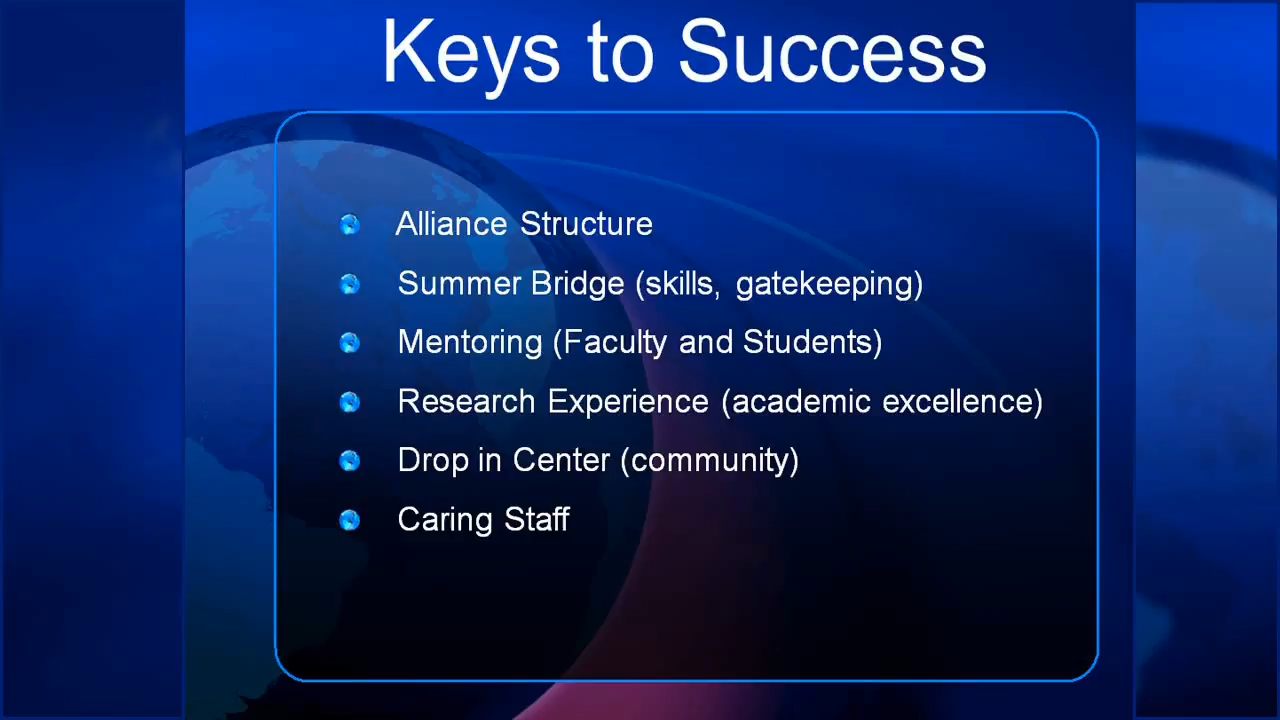 Keys to Success
Alliance Structure
Summer Bridge (skills, gatekeeping)
Mentoring (Faculty and Students)
Research Experience (academic excellence)
Drop in Center (community)
Caring Staff